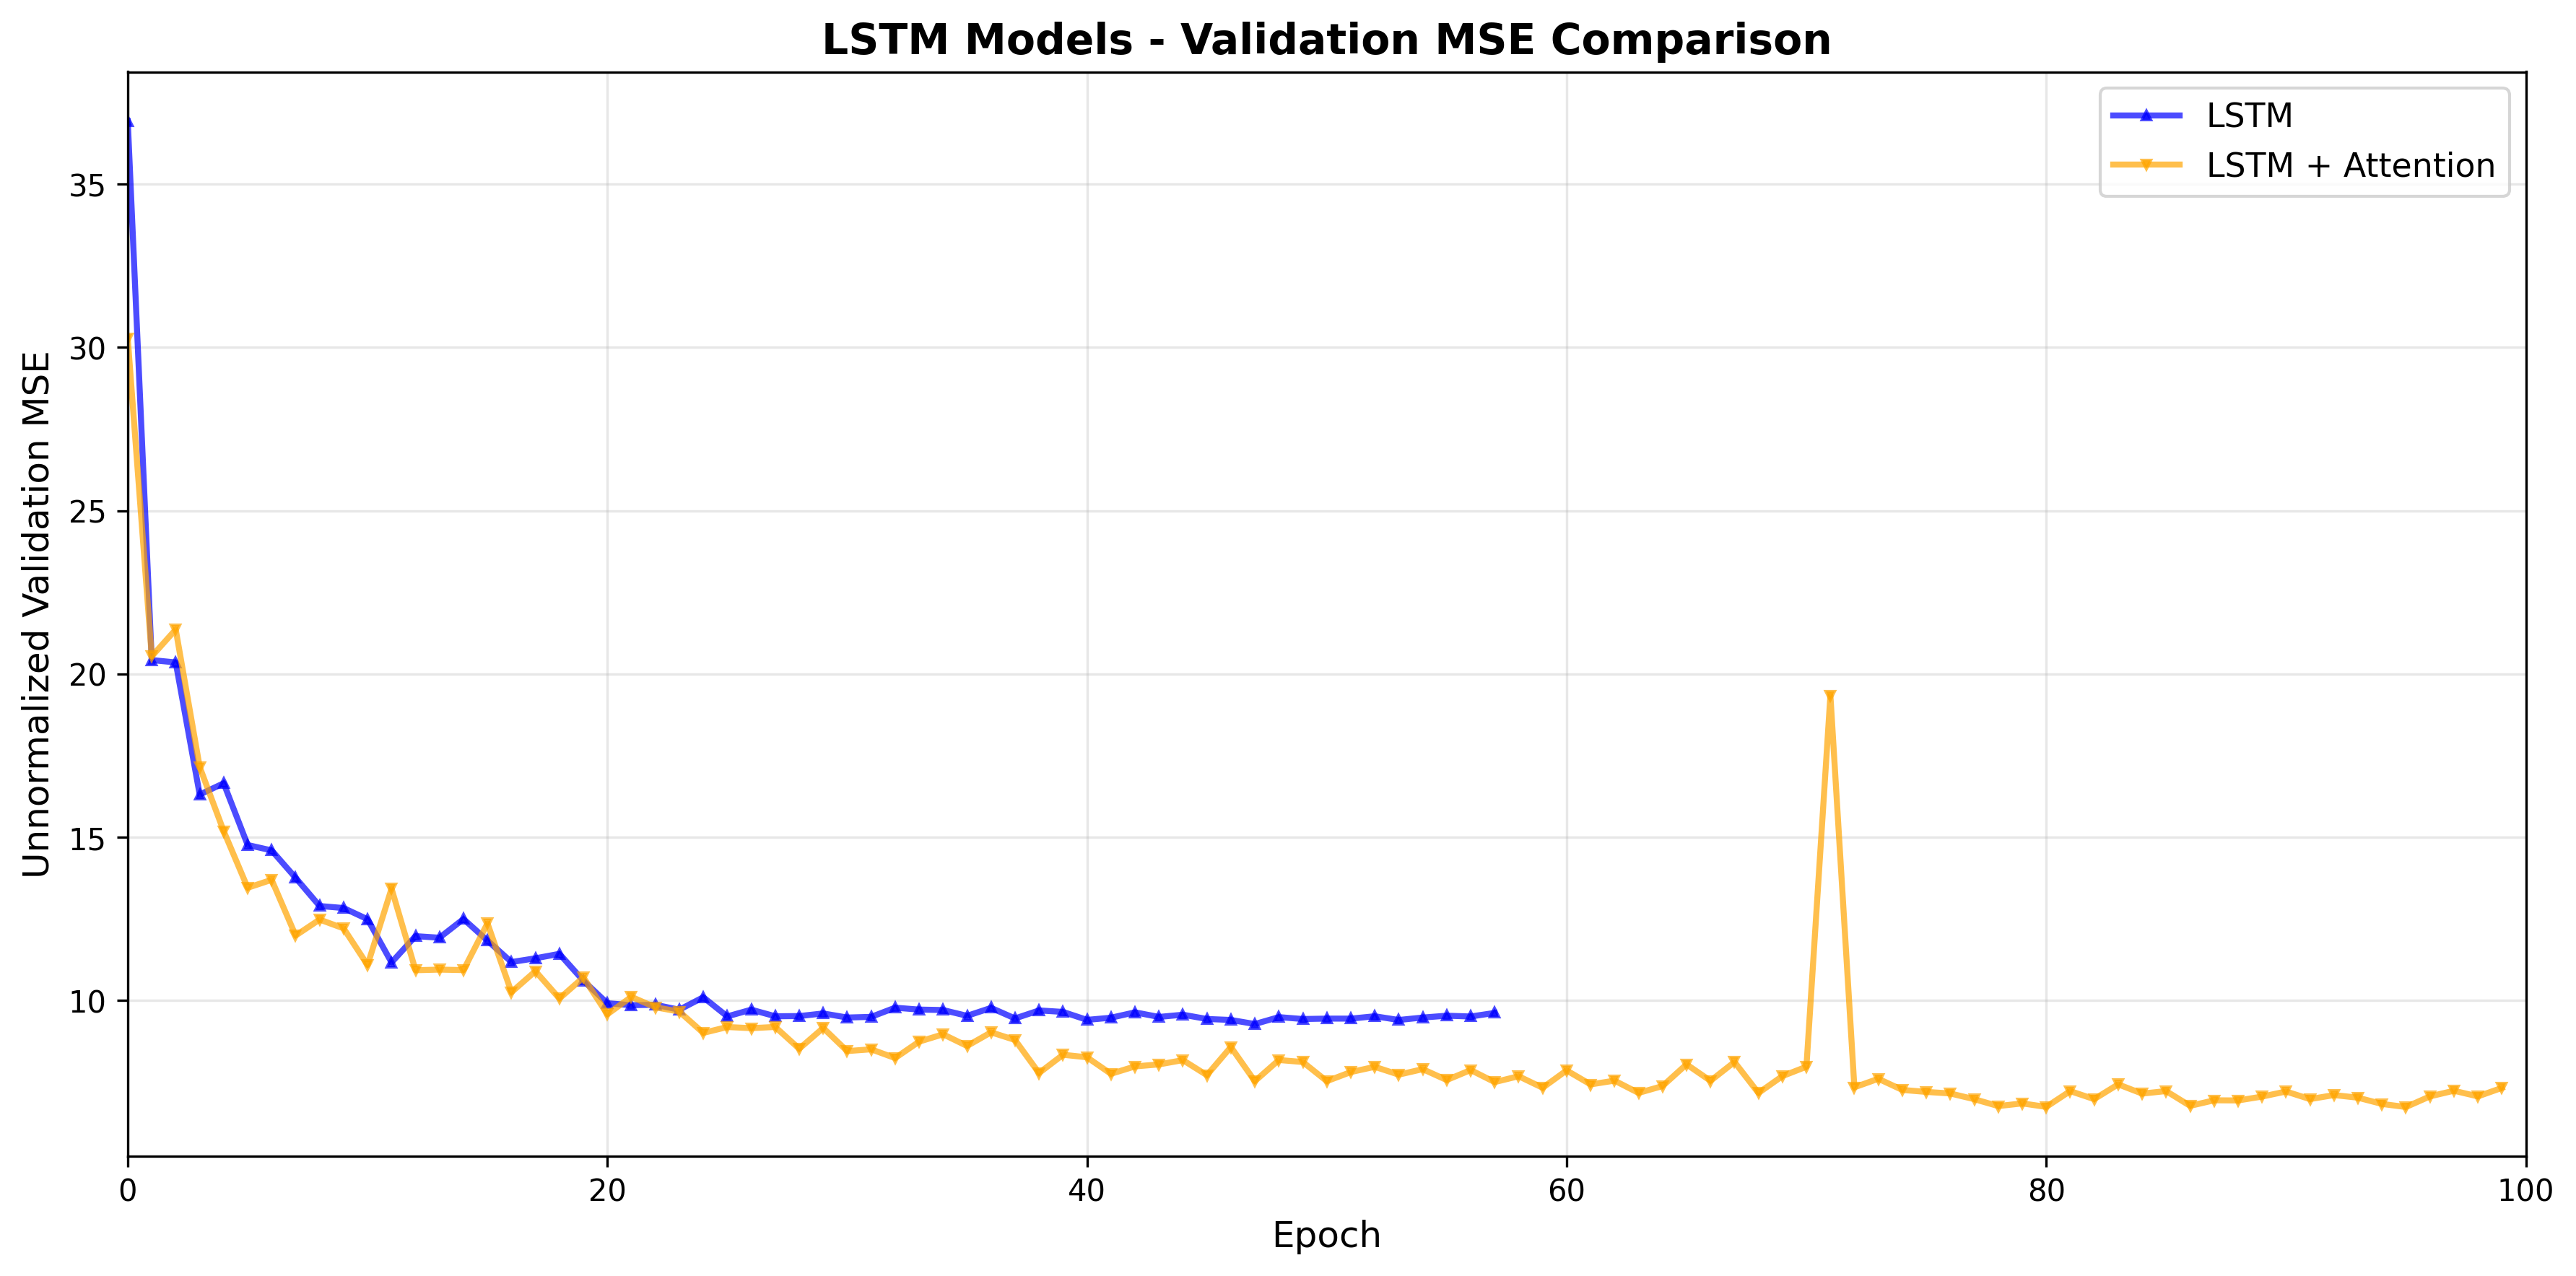 LSTM Models - Validation MSE Comparison
LSTM
LSTM + Attention
Unnormalized Validation MSE
35
30
25
20
15
10
0 20 40 60 80 100
Epoch